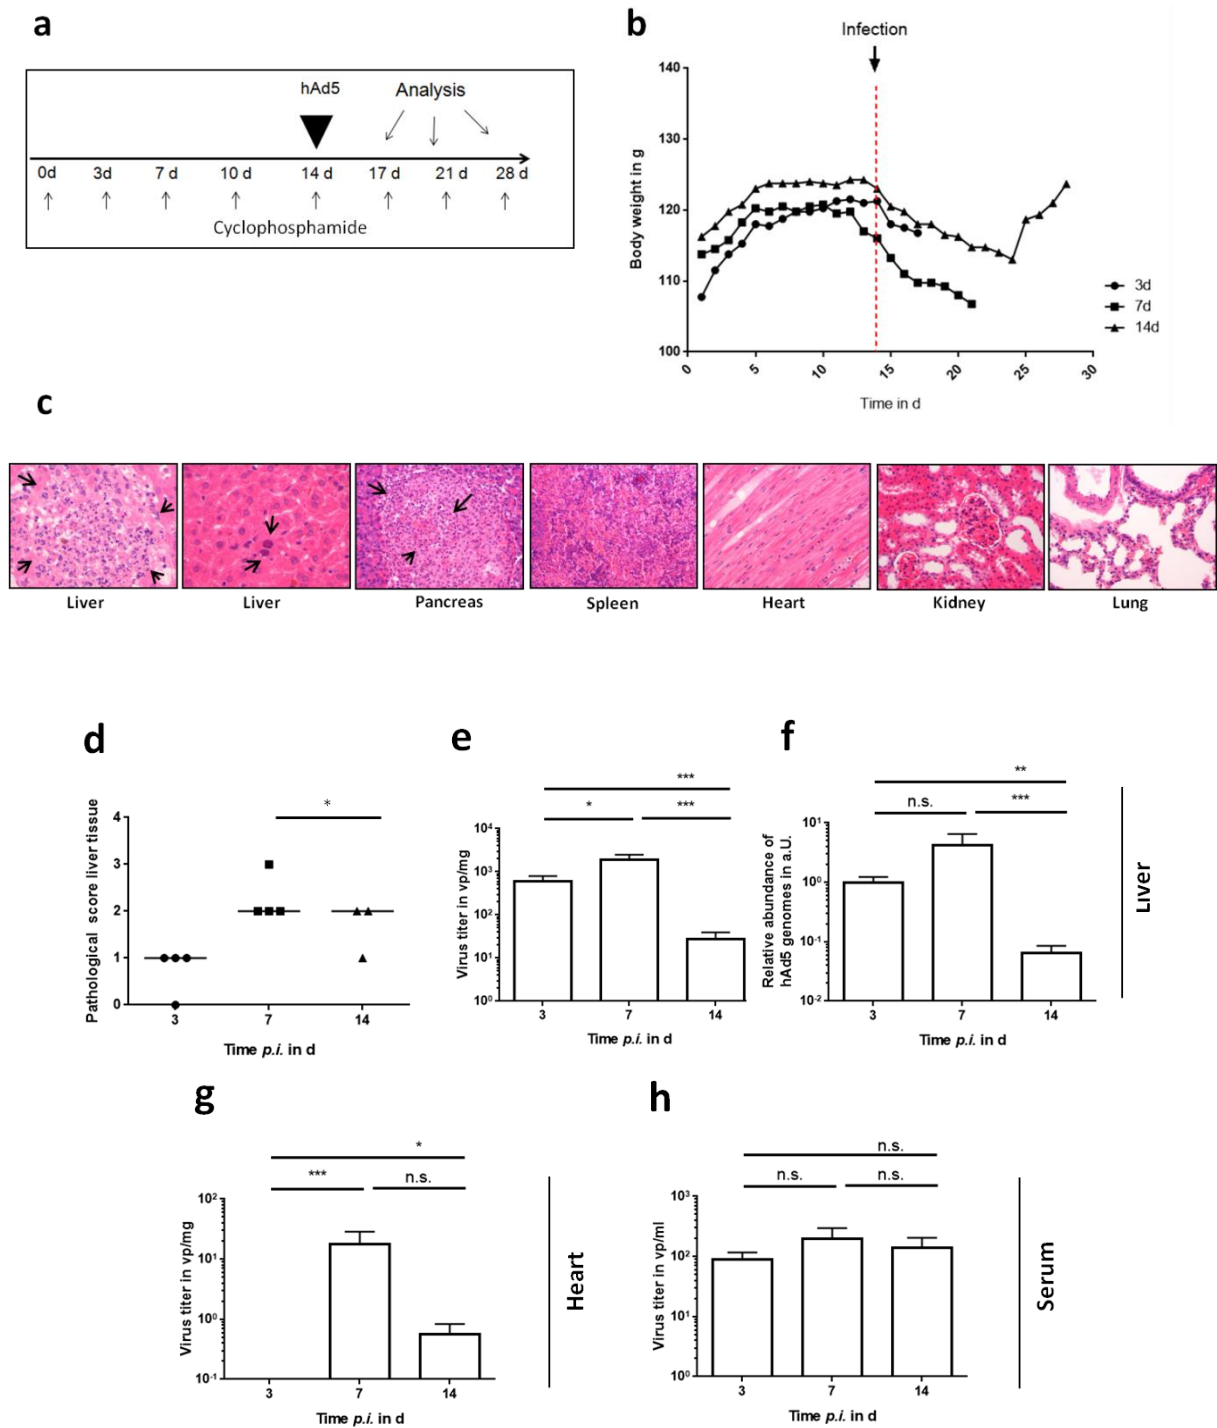 a
hAd5 Analysis
0d 3d 7 d 10 d 14 d 17 d 21 d 28 d
Cyclophosphamide
b
Infection
140
130
120
110
100
Body weight in g
0 5 10 15 20 25 30
Time in d
3d
7d
14d
c
Liver Liver Pancreas Spleen Heart Kidney Lung
d
*
Pathological score liver tissue
4
3
2
1
0
3 7 14
Time p.i. in d
e
***
* ***
Virus titer in vp/mg
10⁴
10³
10²
10¹
10⁰
3 7 14
Time p.i. in d
f
**
n.s. ***
Relative abundance of
hAd5 genomes in a.U.
10¹
10⁰
10⁻¹
10⁻²
3 7 14
Time p.i. in d
Liver
g
*
*** n.s.
Virus titer in vp/mg
10²
10¹
10⁰
10⁻¹
3 7 14
Time p.i. in d
Heart
h
n.s.
n.s. n.s.
Virus titer in vp/ml
10³
10²
10¹
10⁰
3 7 14
Time p.i. in d
Serum